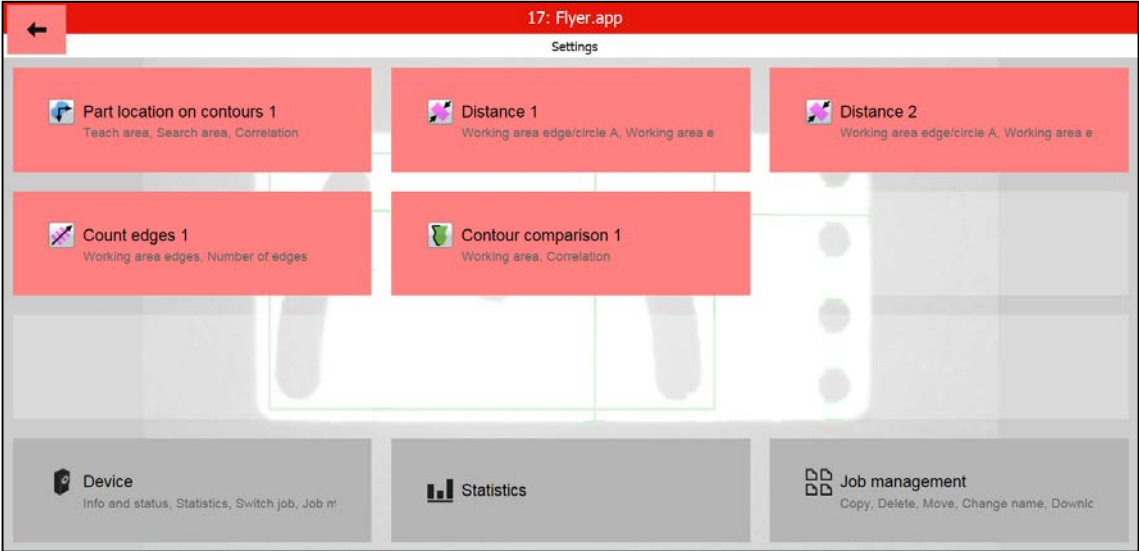 17: Flyer.app
Settings
Part location on contours 1
Teach area, Search area, Correlation
Distance 1
Working area edge/circle A, Working area e
Distance 2
Working area edge/circle A, Working area e
Count edges 1
Working area edges, Number of edges
Contour comparison 1
Working area, Correlation
Device
Info and status, Statistics, Switch job, Job m
Statistics
Job management
Copy, Delete, Move, Change name, Downlc